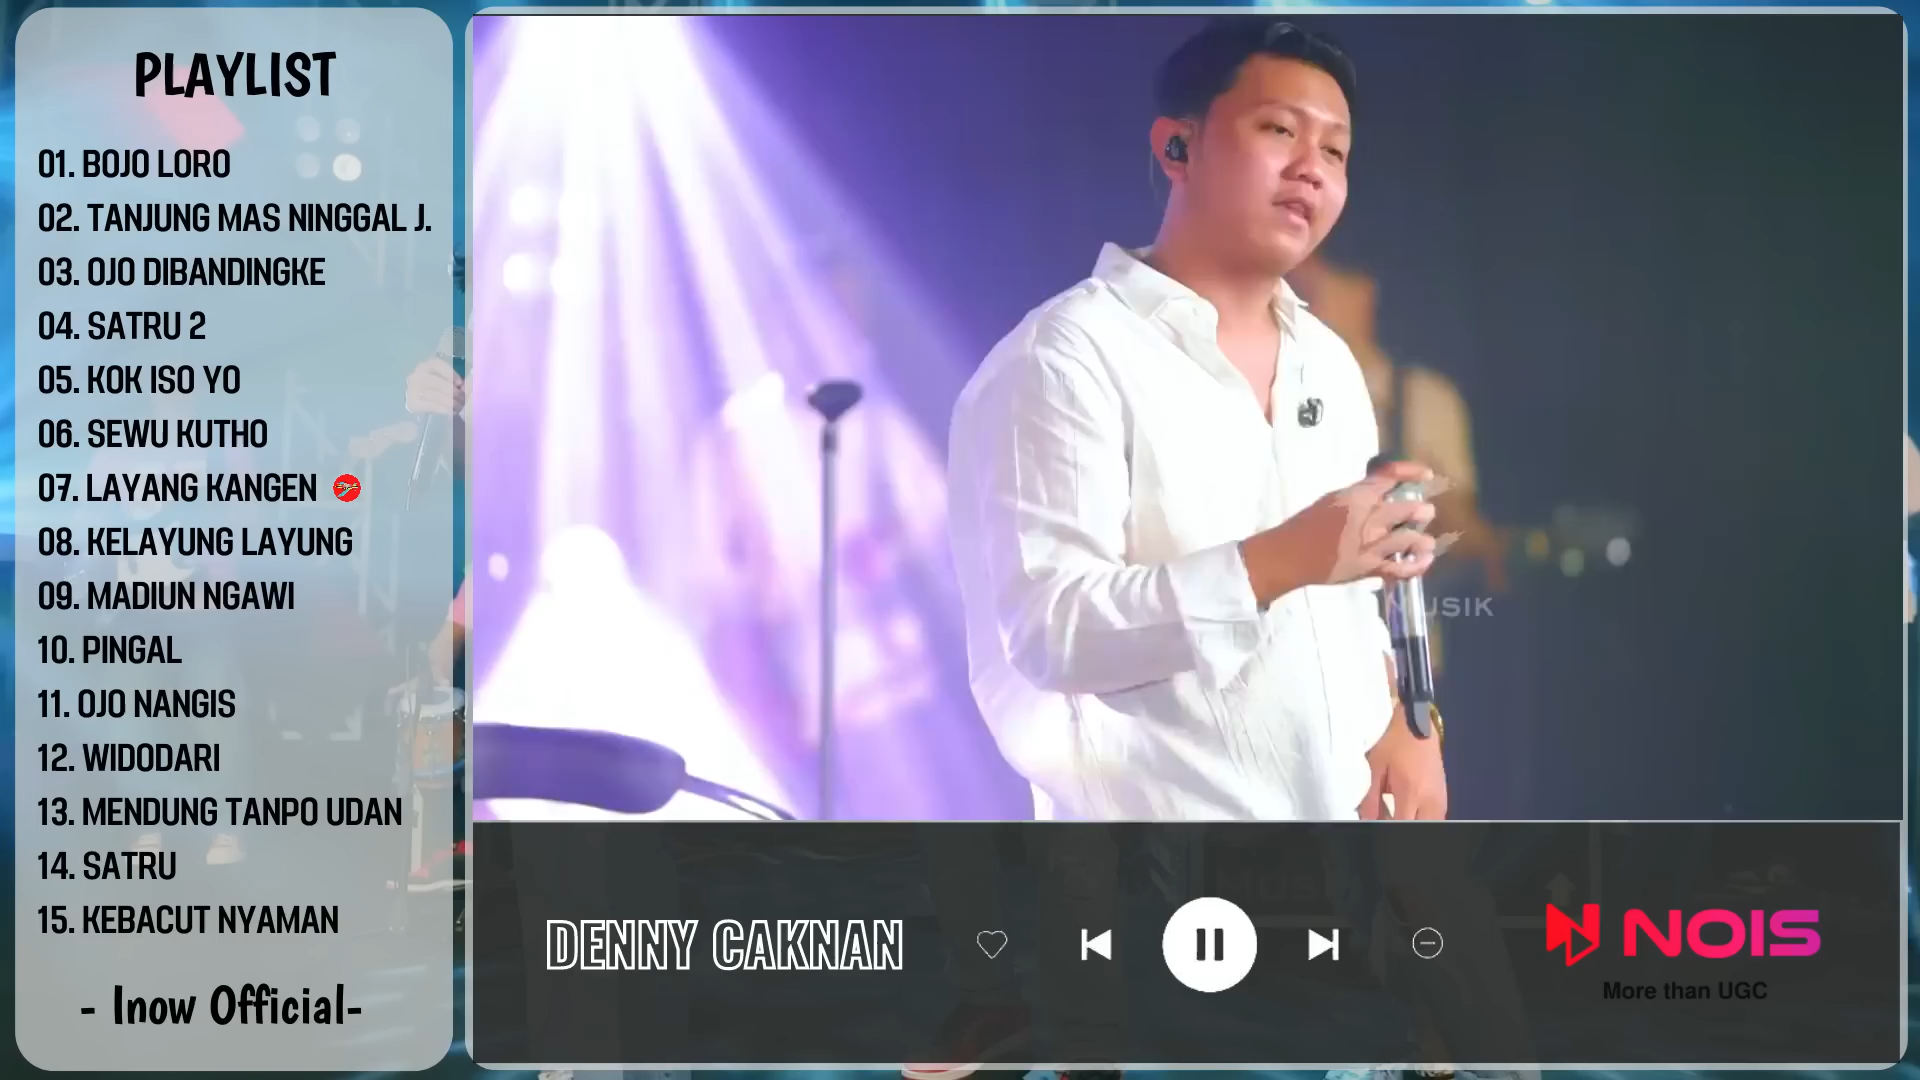 PLAYLIST
01. BOJO LORO
02. TANJUNG MAS NINGGAL J.
03. OJO DIBANDINGKE
04. SATRU 2
05. KOK ISO YO
06. SEWU KUTHO
07. LAYANG KANGEN
08. KELAYUNG LAYUNG
09. MADIUN NGAWI
10. PINGAL
11. OJO NANGIS
12. WIDODARI
13. MENDUNG TANPO UDAN
14. SATRU
15. KEBACUT NYAMAN
- Inow Official-
MUSIK
DENNY CAKNAN
NOIS
More than UGC